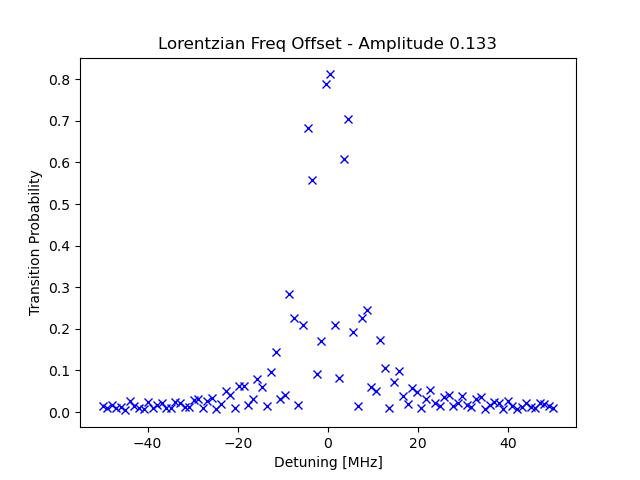 Lorentzian Freq Offset - Amplitude 0.133
Transition Probability
0.8
0.7
0.6
0.5
0.4
0.3
0.2
0.1
0.0
−40 −20 0 20 40
Detuning [MHz]